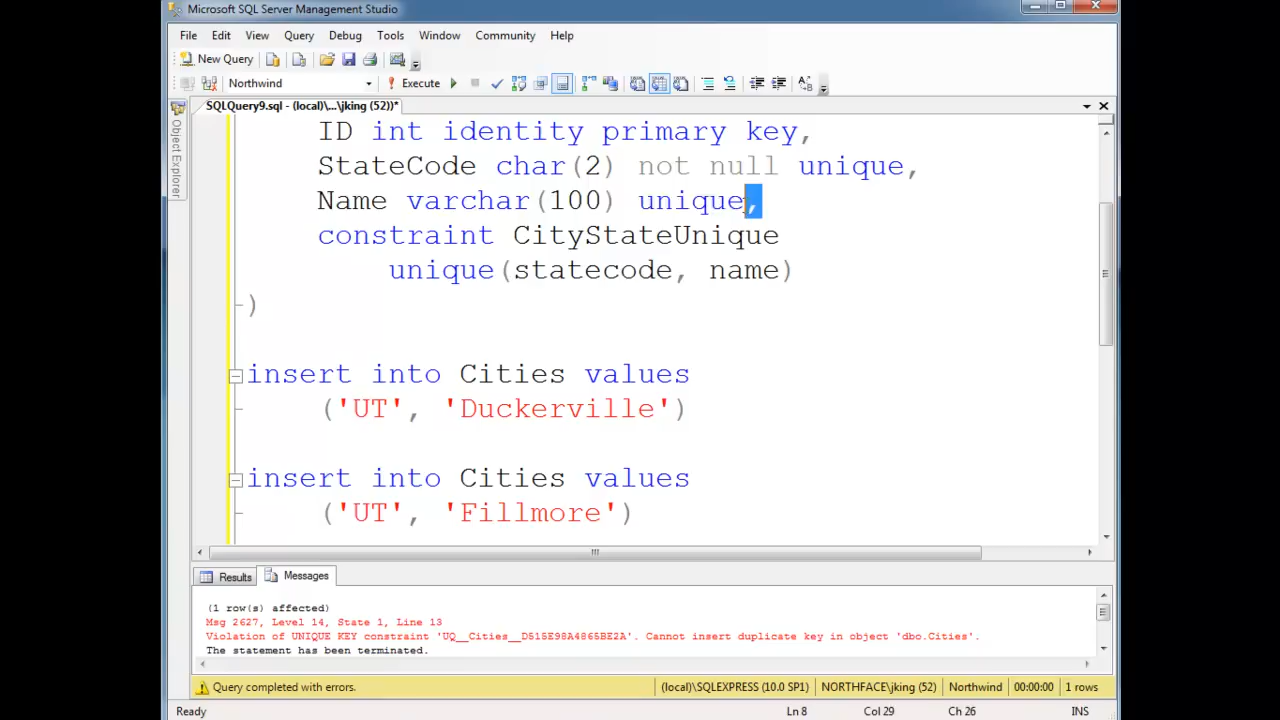 Microsoft SQL Server Management Studio
File Edit View Query Debug Tools Window Community Help
New Query
Northwind Execute
SQLQuery9.sql - (local)\...\jking (52))*
Object Explorer
ID int identity primary key,
StateCode char(2) not null unique,
Name varchar(100) unique,
constraint CityStateUnique
unique(statecode, name)
)
insert into Cities values
('UT', 'Duckerville')
insert into Cities values
('UT', 'Fillmore')
Results Messages
(1 row(s) affected)
Msg 2627, Level 14, State 1, Line 13
Violation of UNIQUE KEY constraint 'UQ__Cities__D515E98A4865BE2A'. Cannot insert duplicate key in object 'dbo.Cities'.
The statement has been terminated.
Query completed with errors. (local)\SQLEXPRESS (10.0 SP1) NORTHFACE\jking (52) Northwind 00:00:00 1 rows
Ready Ln 8 Col 29 Ch 26 INS